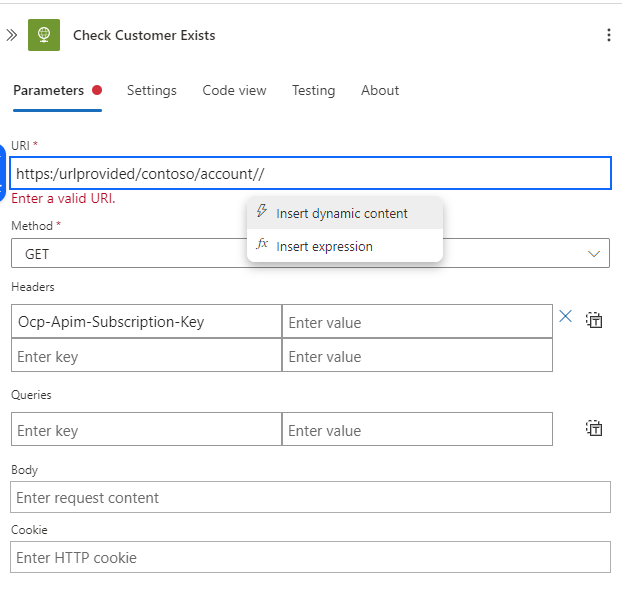 Check Customer Exists
Parameters Settings Code view Testing About
URI *
https:/urlprovided/contoso/account//
Enter a valid URI.
Insert dynamic content
Method *
GET
fx Insert expression
Headers
Ocp-Apim-Subscription-Key Enter value
Enter key Enter value
Queries
Enter key Enter value
Body
Enter request content
Cookie
Enter HTTP cookie